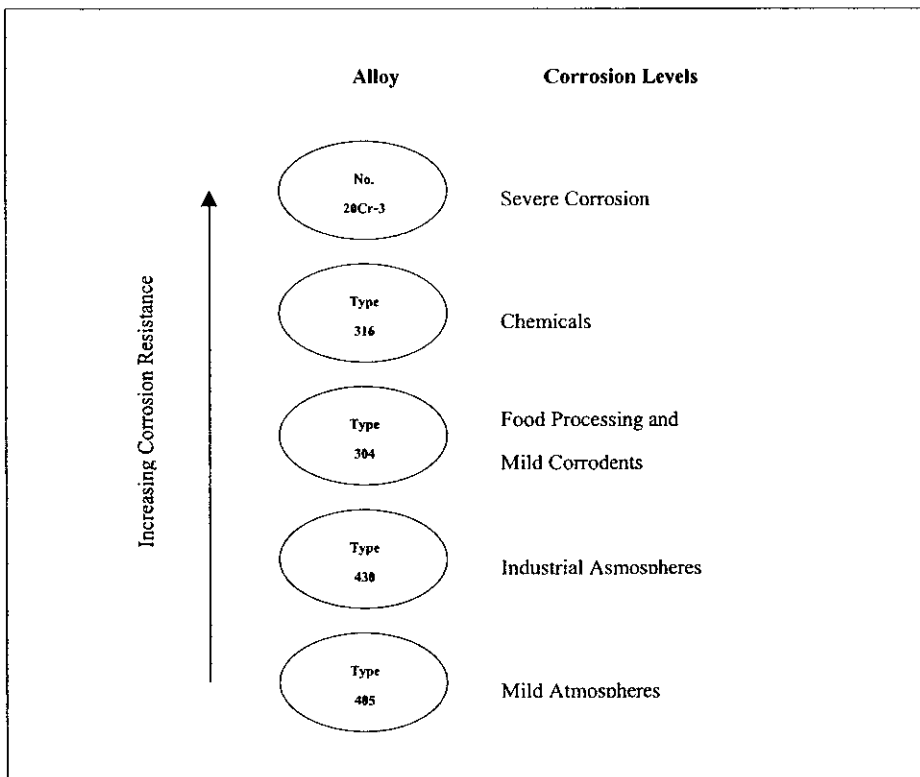 Alloy Corrosion Levels
No.
20Cr-3
Severe Corrosion
Type
316
Chemicals
Type
304
Food Processing and
Mild Corrodents
Type
430
Industrial Asmospheres
Type
405
Mild Atmospheres
Increasing Corrosion Resistance